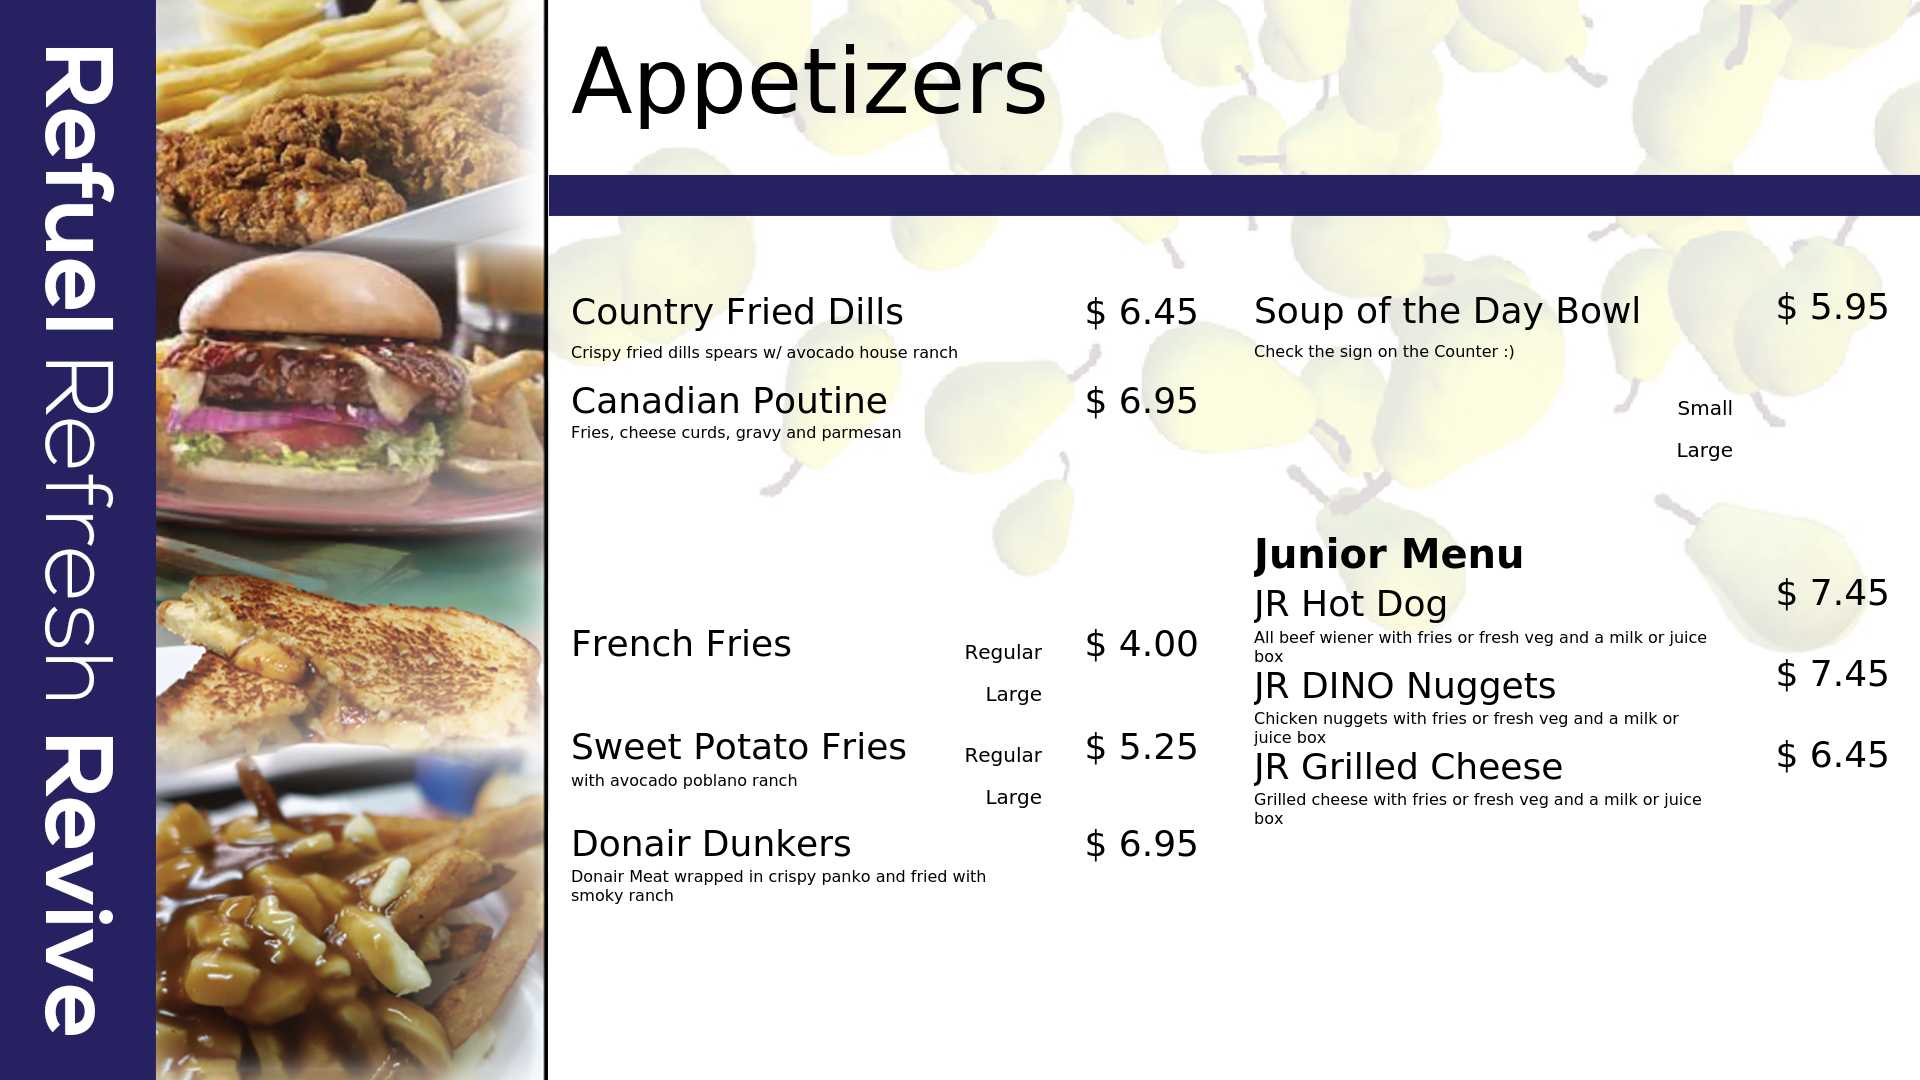 Refuel Refresh Revive
Appetizers
Country Fried Dills $ 6.45
Crispy fried dills spears w/ avocado house ranch
Canadian Poutine $ 6.95
Fries, cheese curds, gravy and parmesan
French Fries Regular $ 4.00
Large
Sweet Potato Fries Regular $ 5.25
with avocado poblano ranch
Large
Donair Dunkers $ 6.95
Donair Meat wrapped in crispy panko and fried with
smoky ranch
Soup of the Day Bowl $ 5.95
Check the sign on the Counter :)
Small
Large
Junior Menu
JR Hot Dog $ 7.45
All beef wiener with fries or fresh veg and a milk or juice
box
JR DINO Nuggets $ 7.45
Chicken nuggets with fries or fresh veg and a milk or
juice box
JR Grilled Cheese $ 6.45
Grilled cheese with fries or fresh veg and a milk or juice
box